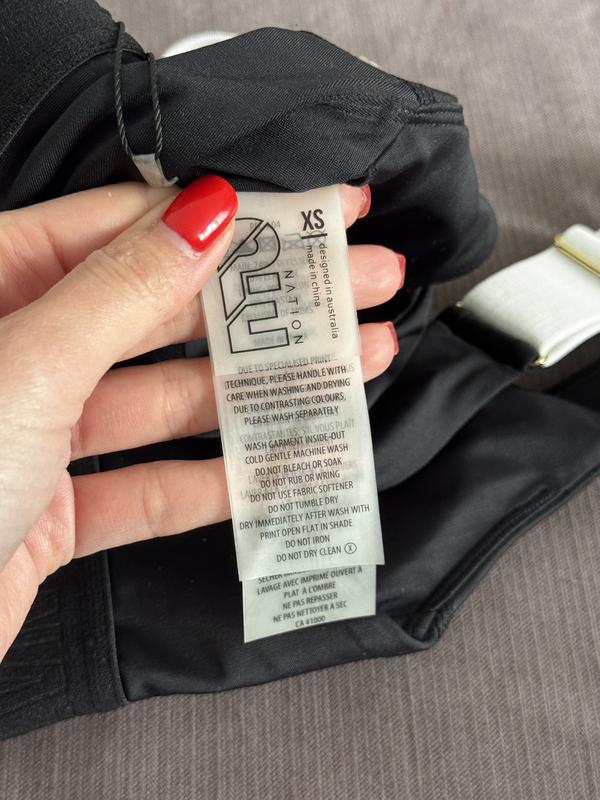 XS
designed in australia
made in china
P.E
NATION
DUE TO SPECIALISED PRINT
TECHNIQUE, PLEASE HANDLE WITH
CARE WHEN WASHING AND DRYING
DUE TO CONTRASTING COLOURS,
PLEASE WASH SEPARATELY
WASH GARMENT INSIDE-OUT
COLD GENTLE MACHINE WASH
DO NOT BLEACH OR SOAK
DO NOT RUB OR WRING
DO NOT USE FABRIC SOFTENER
DO NOT TUMBLE DRY
DRY IMMEDIATELY AFTER WASH WITH
PRINT OPEN FLAT IN SHADE
DO NOT IRON
DO NOT DRY CLEAN Ⓧ
LAVAGE AVEC IMPRIMÉ OUVERT À
PLAT À L'OMBRE
NE PAS REPASSER
NE PAS NETTOYER À SEC
CA 41000